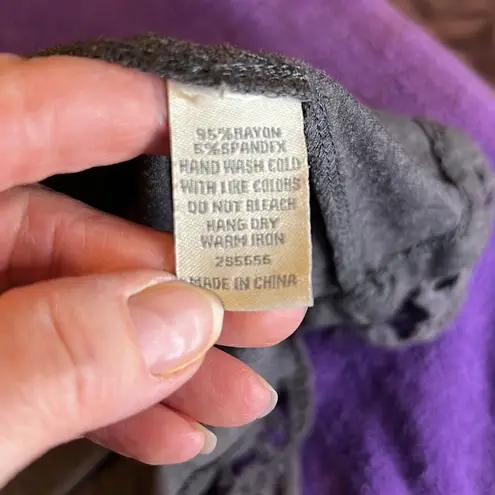 95%RAYON
5%SPANDEX
HAND WASH COLD
WITH LIKE COLORS
DO NOT BLEACH
HANG DRY
WARM IRON
285556
MADE IN CHINA